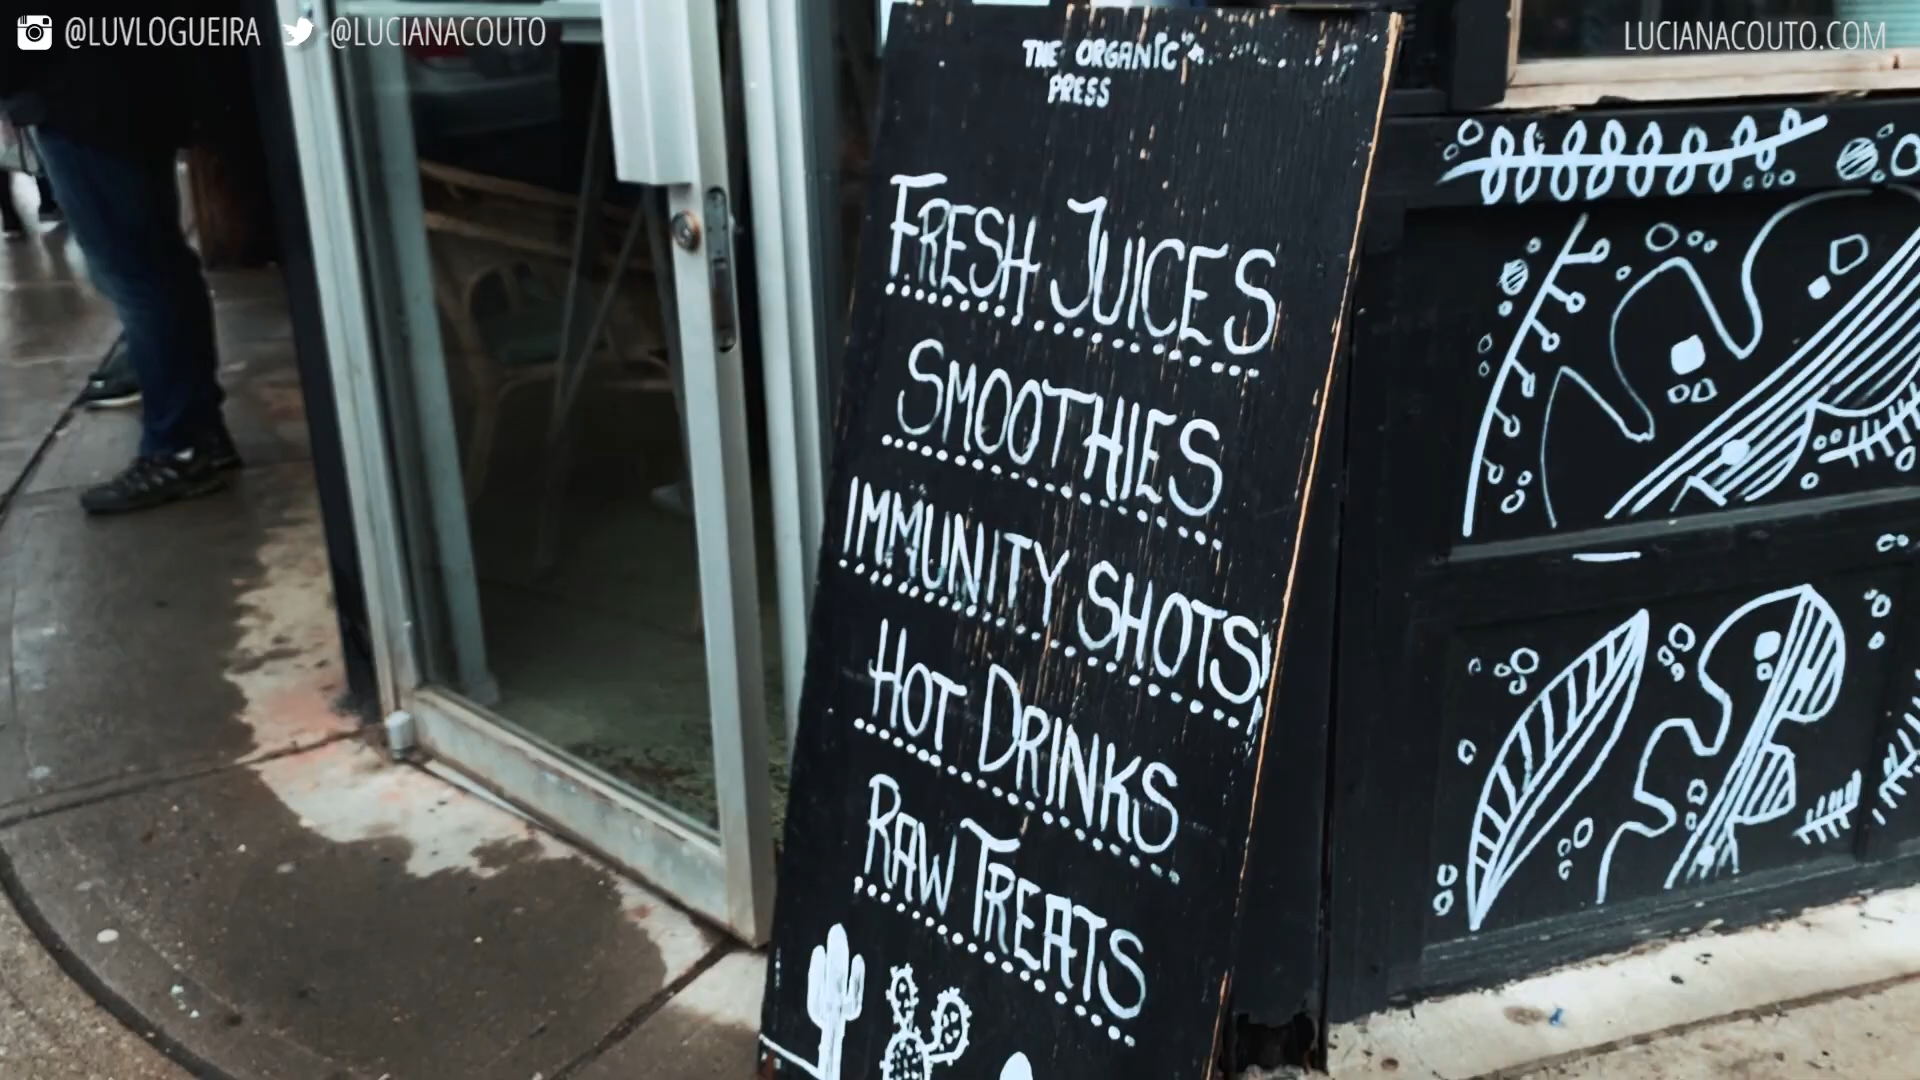 @LUVLOGUEIRA @LUCIANACOUTO
LUCIANACOUTO.COM
THE ORGANIC
PRESS
FRESH JUICES
SMOOTHIES
IMMUNITY SHOTS
HOT DRINKS
RAW TREATS